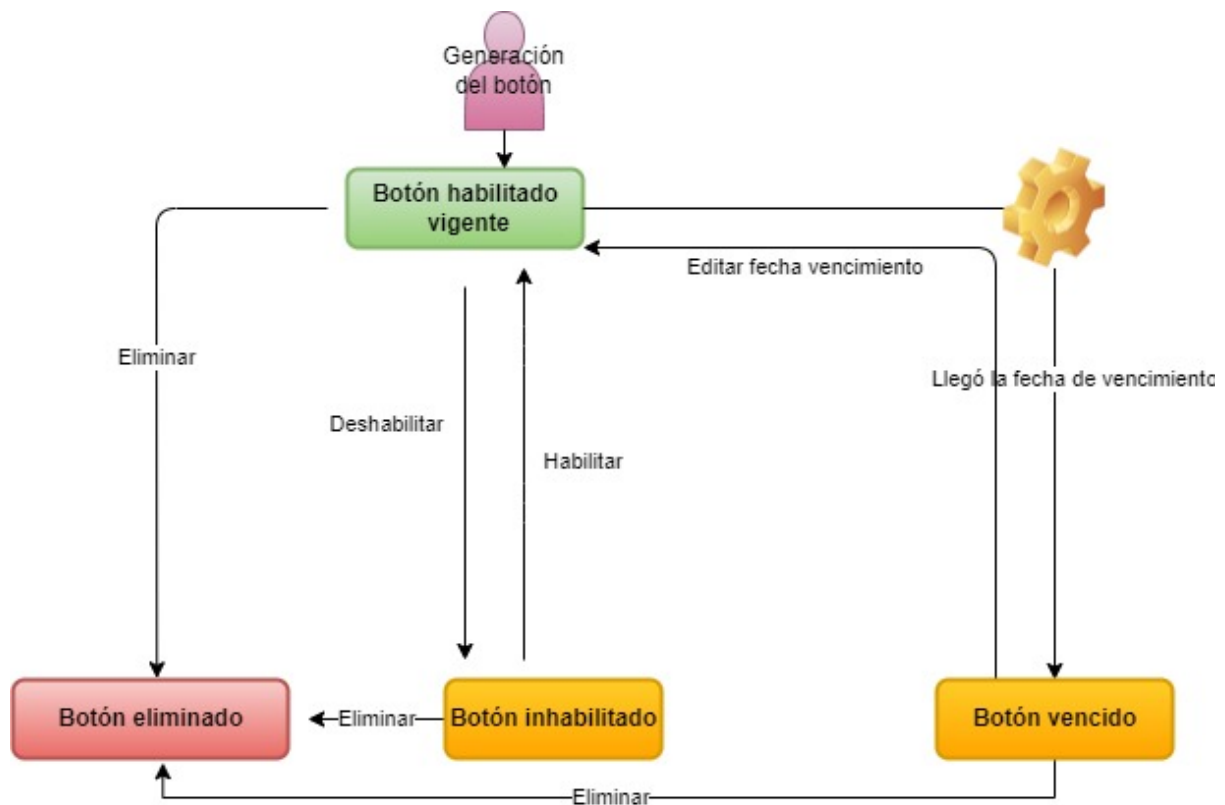 Generación
del botón
Botón habilitado
vigente
Editar fecha vencimiento
Eliminar
Llegó la fecha de vencimiento
Deshabilitar
Habilitar
Botón eliminado
Eliminar
Botón inhabilitado
Botón vencido
Eliminar